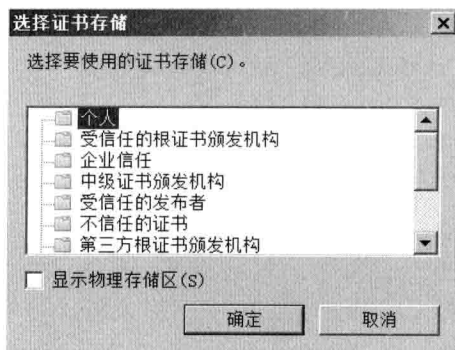 选择证书存储
选择要使用的证书存储(C)。
个人
受信任的根证书颁发机构
企业信任
中级证书颁发机构
受信任的发布者
不信任的证书
第三方根证书颁发机构
显示物理存储区(S)
确定
取消